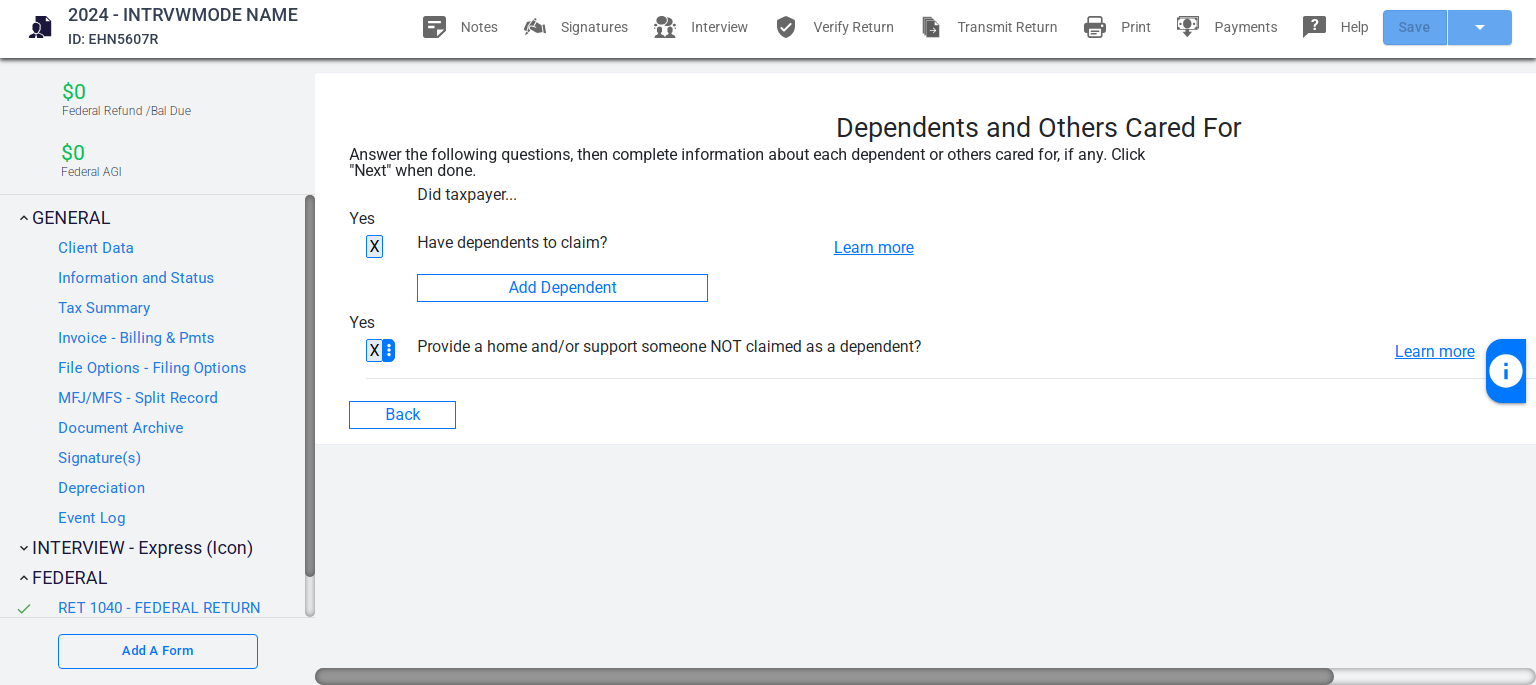 2024 - INTRVWMODE NAME
ID: EHN5607R
Notes
Signatures
Interview
Verify Return
Transmit Return
Print
Payments
Help
Save
$0
Federal Refund /Bal Due
$0
Federal AGI
GENERAL
Client Data
Information and Status
Tax Summary
Invoice - Billing & Pmts
File Options - Filing Options
MFJ/MFS - Split Record
Document Archive
Signature(s)
Depreciation
Event Log
INTERVIEW - Express (Icon)
FEDERAL
RET 1040 - FEDERAL RETURN
Add A Form
Dependents and Others Cared For
Answer the following questions, then complete information about each dependent or others cared for, if any. Click
"Next" when done.
Did taxpayer...
Yes
X Have dependents to claim? Learn more
Add Dependent
Yes
X Provide a home and/or support someone NOT claimed as a dependent? Learn more
Back